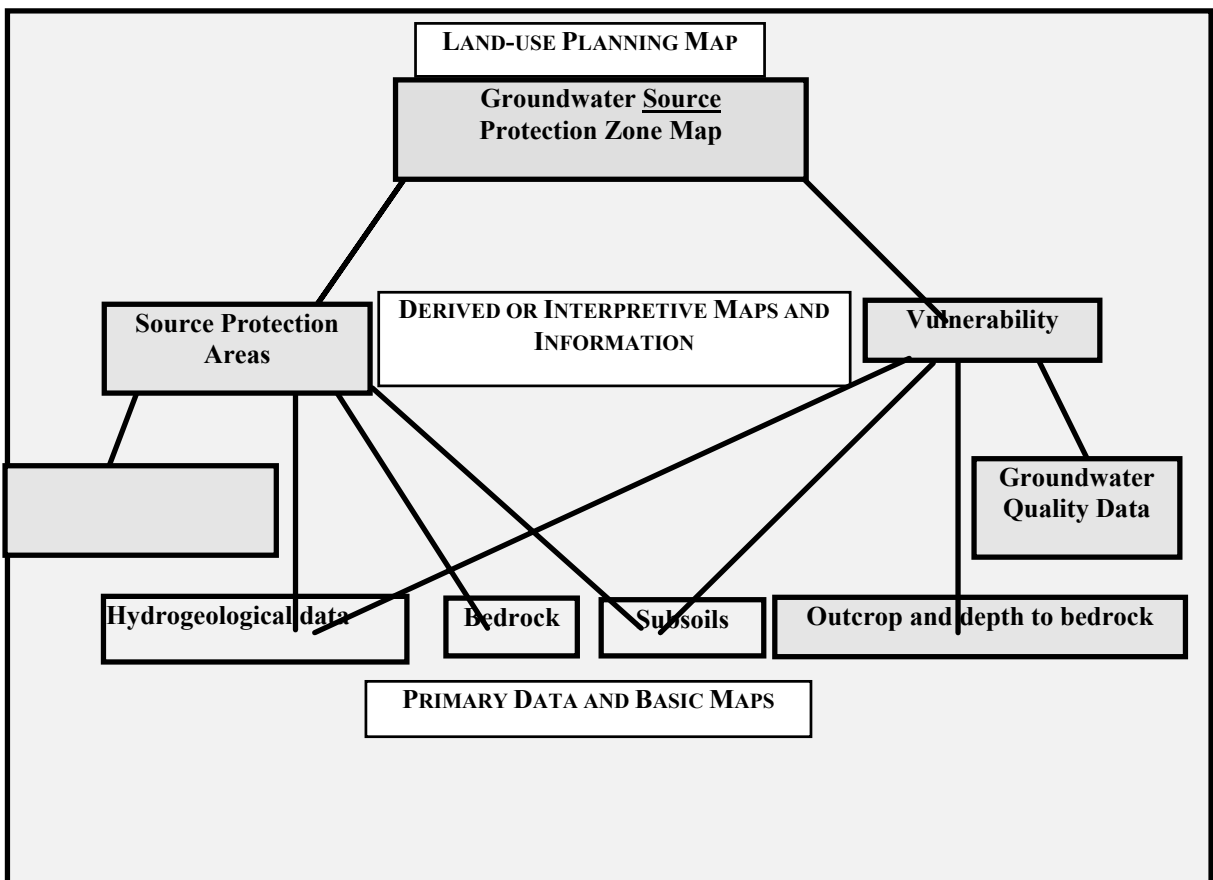 LAND-USE PLANNING MAP
Groundwater Source
Protection Zone Map
Source Protection
Areas
DERIVED OR INTERPRETIVE MAPS AND
INFORMATION
Vulnerability
Groundwater
Quality Data
Hydrogeological data
Bedrock
Subsoils
Outcrop and depth to bedrock
PRIMARY DATA AND BASIC MAPS